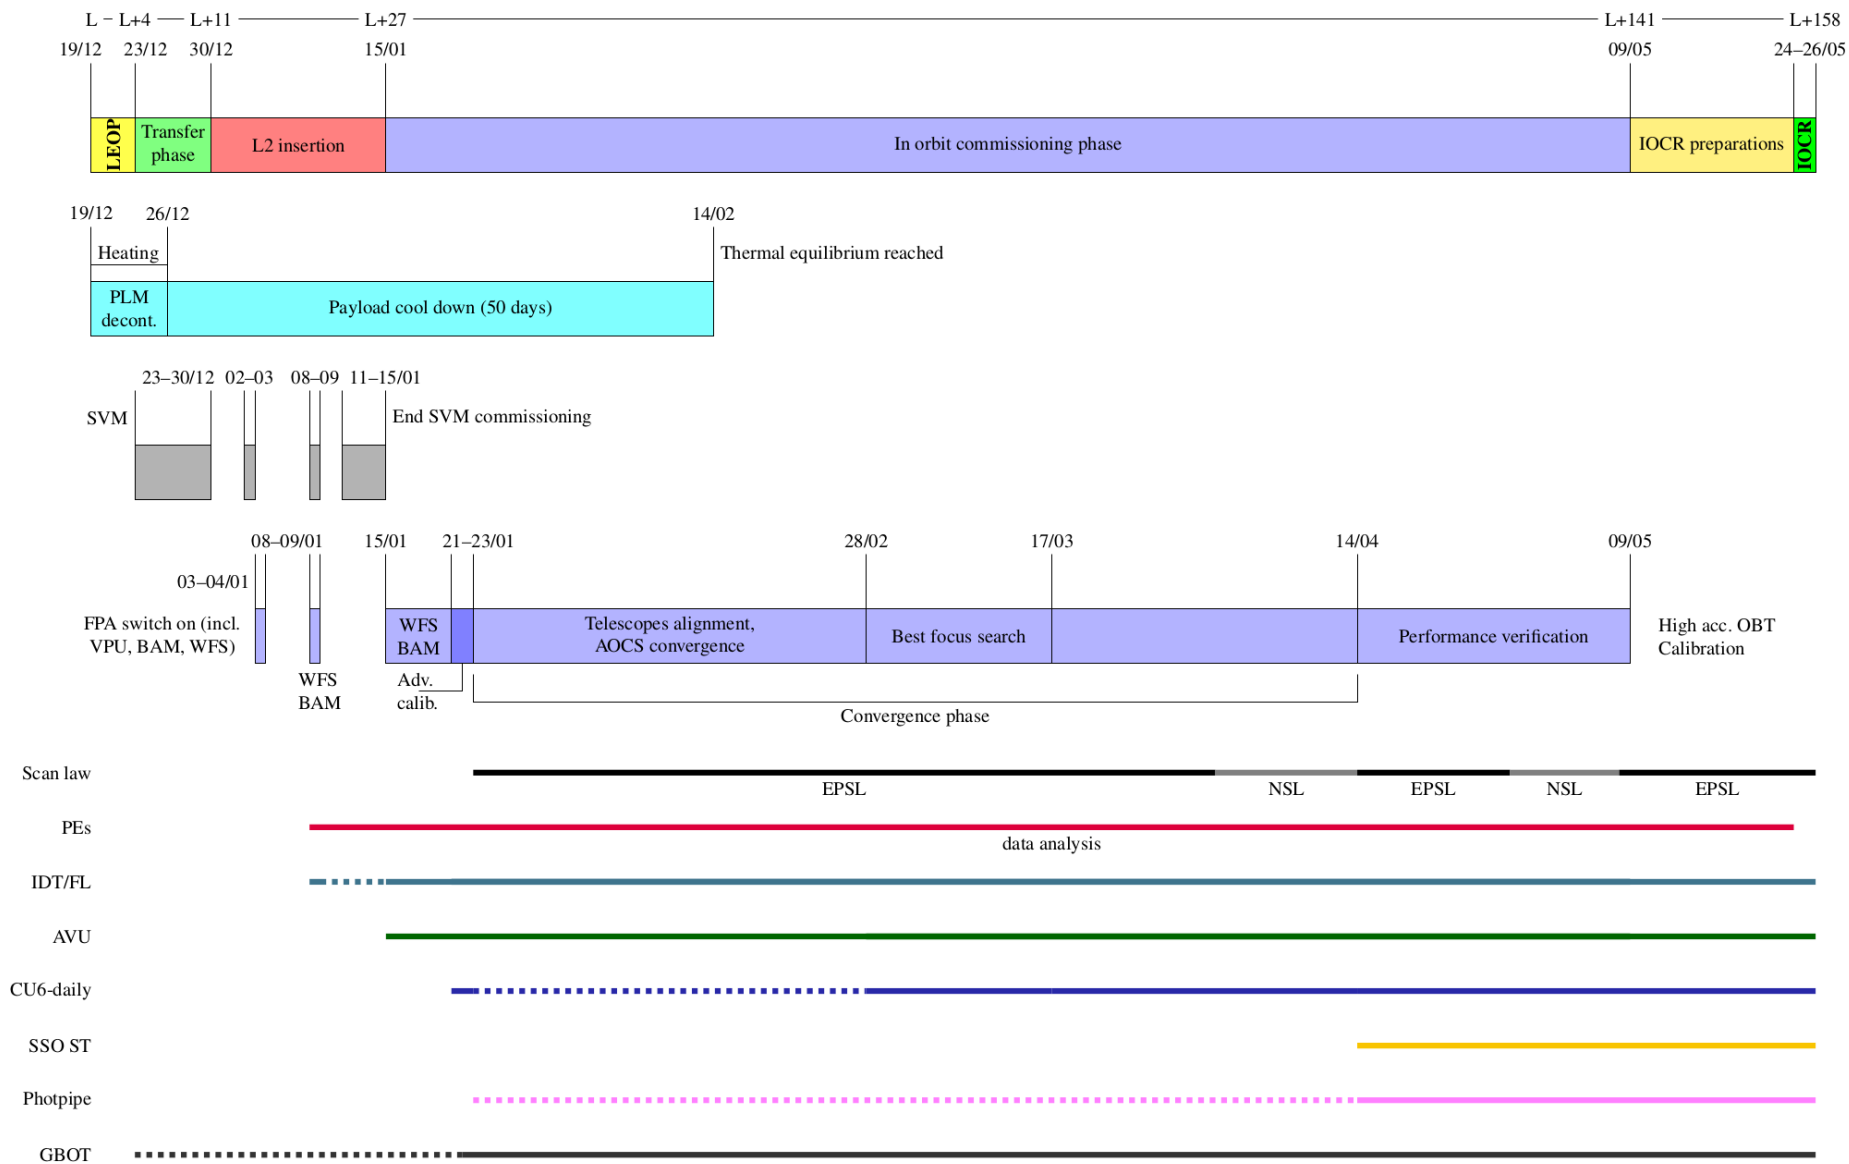 L – L+4 — L+11 — L+27 — L+141 — L+158
19/12 23/12 30/12 15/01 09/05 24–26/05
LEOP
Transfer
phase
L2 insertion
In orbit commissioning phase
IOCR preparations
IOCR
19/12 26/12 14/02
Heating
Thermal equilibrium reached
PLM
decont.
Payload cool down (50 days)
23–30/12 02–03 08–09 11–15/01
SVM
End SVM commissioning
08–09/01 15/01 21–23/01 28/02 17/03 14/04 09/05
03–04/01
FPA switch on (incl.
VPU, BAM, WFS)
WFS
BAM
WFS
BAM
Adv.
calib.
Telescopes alignment,
AOCS convergence
Best focus search
Performance verification
High acc. OBT
Calibration
Convergence phase
Scan law
EPSL NSL EPSL NSL EPSL
PEs
data analysis
IDT/FL
AVU
CU6-daily
SSO ST
Photpipe
GBOT